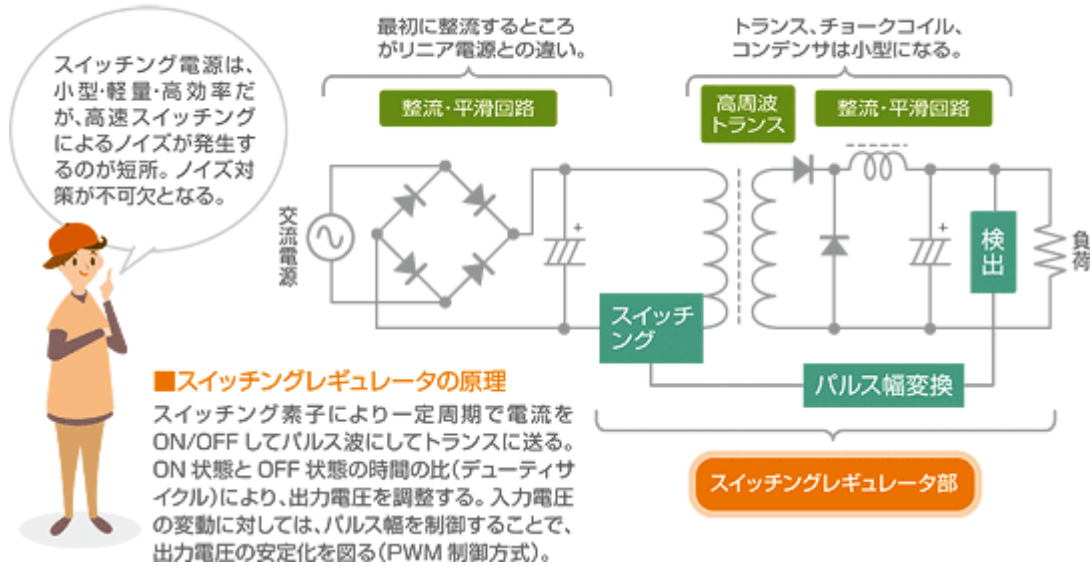 スイッチング電源は、
小型・軽量・高効率だ
が、高速スイッチング
によるノイズが発生す
るのが短所。ノイズ対
策が不可欠となる。
最初に整流するところ
がリニア電源との違い。
トランス、チョークコイル、
コンデンサは小型になる。
整流・平滑回路
高周波
トランス
整流・平滑回路
交流電源
+
+
検出
負荷
スイッチ
ング
パルス幅変換
スイッチングレギュレータ部
■スイッチングレギュレータの原理
スイッチング素子により一定周期で電流を
ON/OFFしてパルス波にしてトランスに送る。
ON状態とOFF状態の時間の比(デューティサ
イクル)により、出力電圧を調整する。入力電圧
の変動に対しては、パルス幅を制御することで、
出力電圧の安定化を図る(PWM制御方式)。